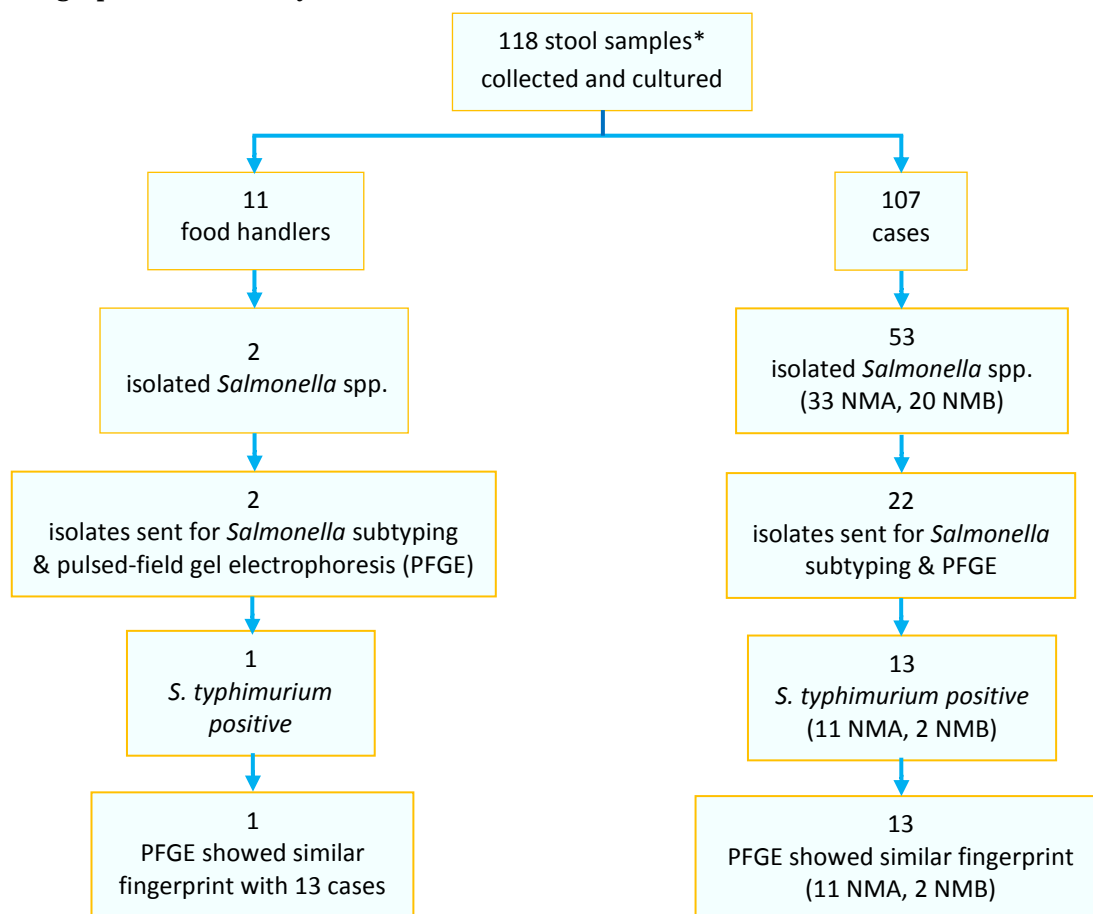 118 stool samples*
collected and cultured
11
food handlers
107
cases
2
isolated Salmonella spp.
53
isolated Salmonella spp.
(33 NMA, 20 NMB)
2
isolates sent for Salmonella subtyping
& pulsed-field gel electrophoresis (PFGE)
22
isolates sent for Salmonella
subtyping & PFGE
1
S. typhimurium
positive
13
S. typhimurium positive
(11 NMA, 2 NMB)
1
PFGE showed similar
fingerprint with 13 cases
13
PFGE showed similar fingerprint
(11 NMA, 2 NMB)